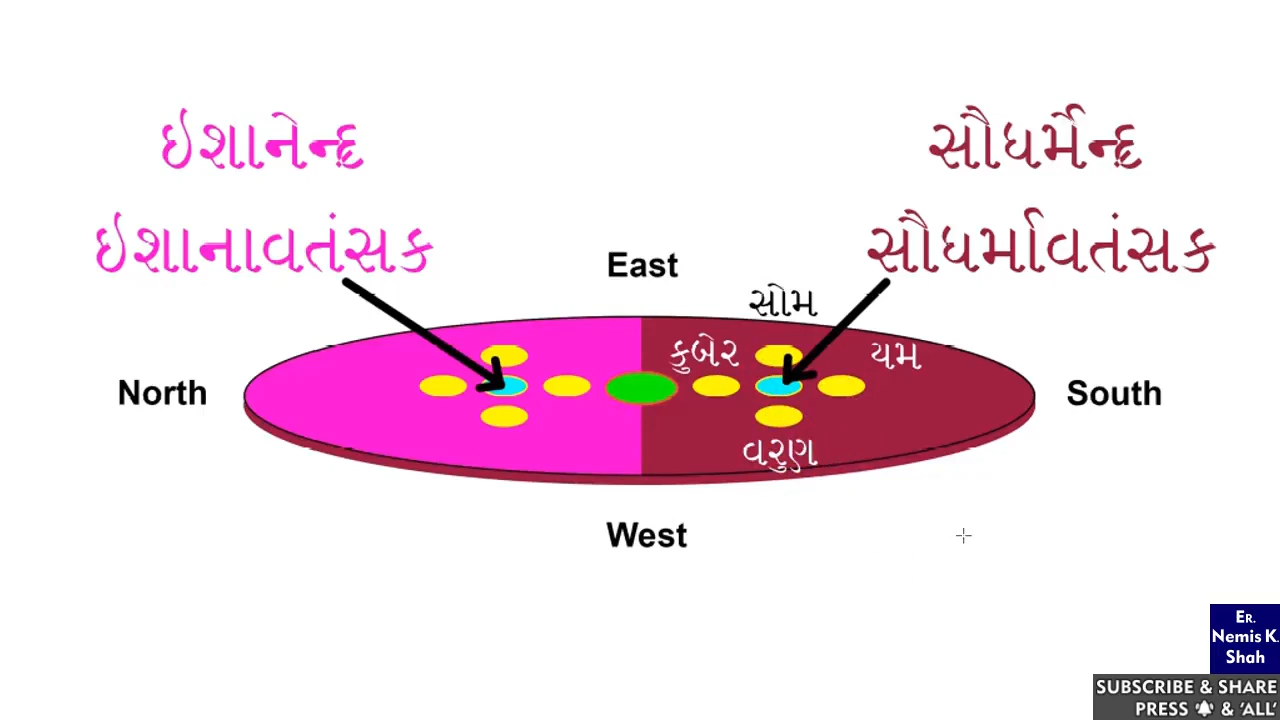 ઇશાનેન્દ્ર
સૌધર્મેન્દ્ર
ઇશાનાવતંસક
સૌધર્માવતંસક
East
સોમ
કુબેર
યમ
North
South
વરુણ
West
ER.
Nemis K.
Shah
SUBSCRIBE & SHARE
PRESS & ‘ALL’